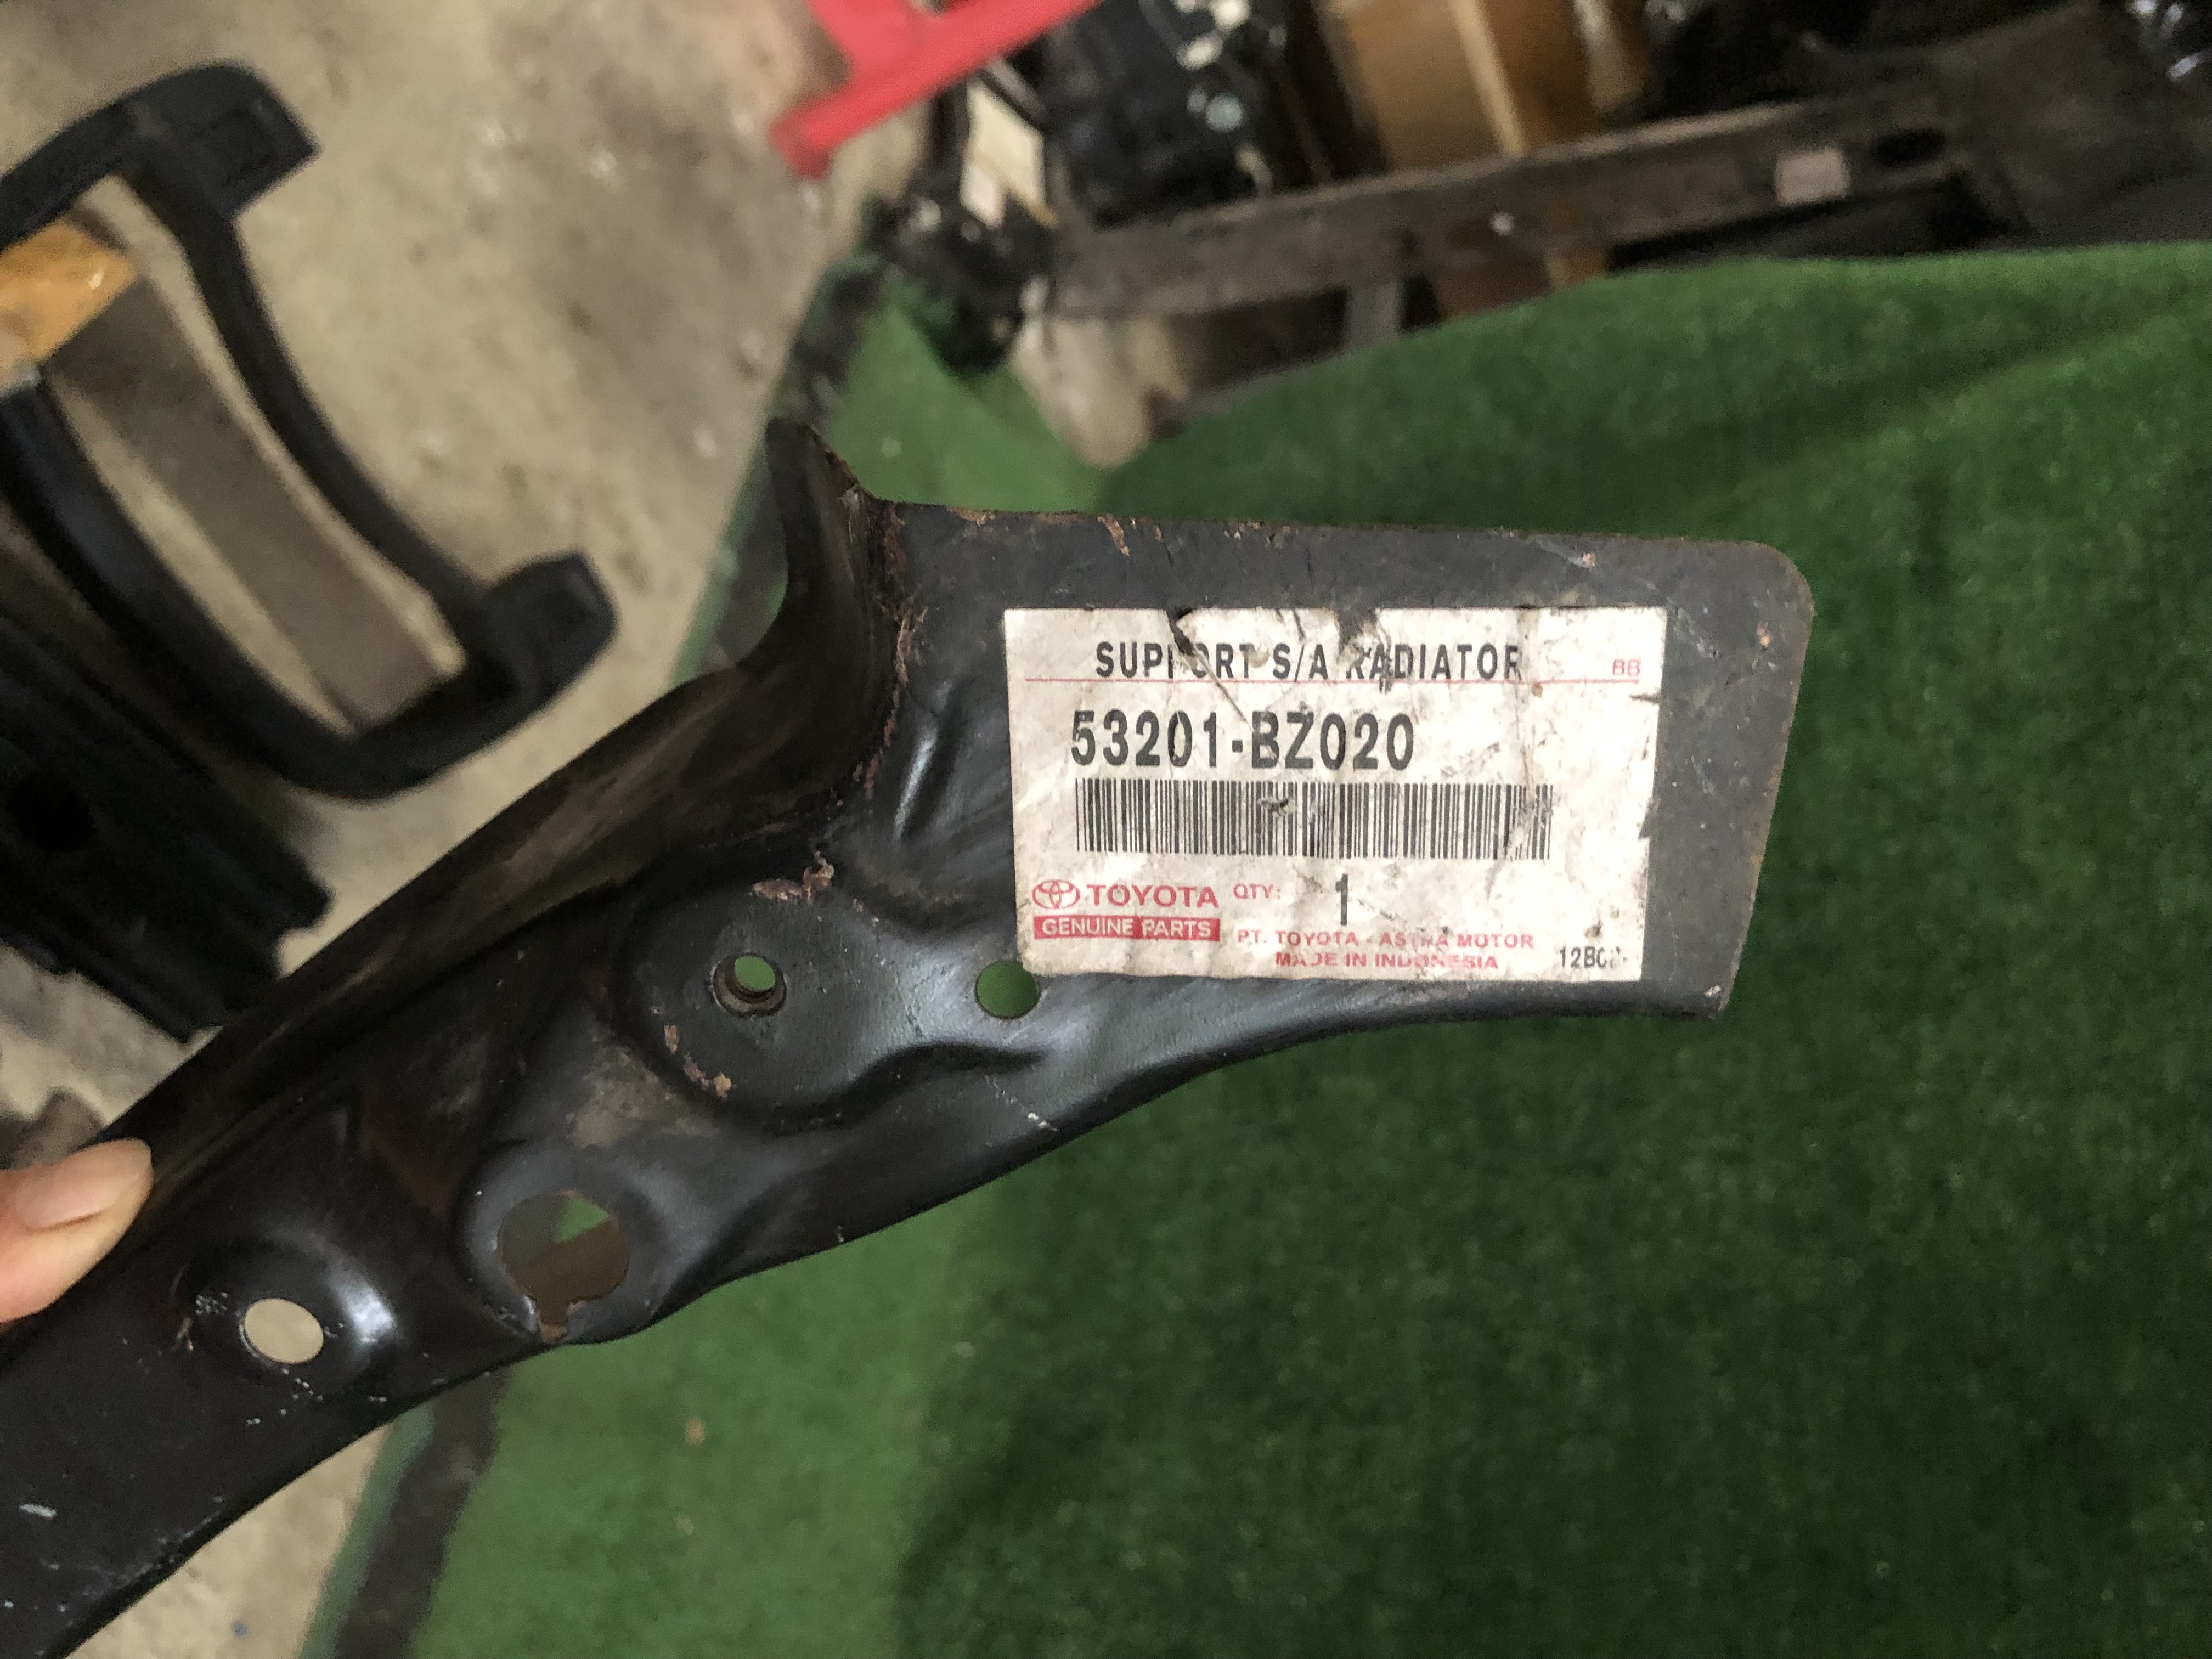 SUPPORT S/A RADIATOR
BB
53201-BZ020
TOYOTA QTY: 1
GENUINE PARTS
PT. TOYOTA - ASTRA MOTOR
MADE IN INDONESIA